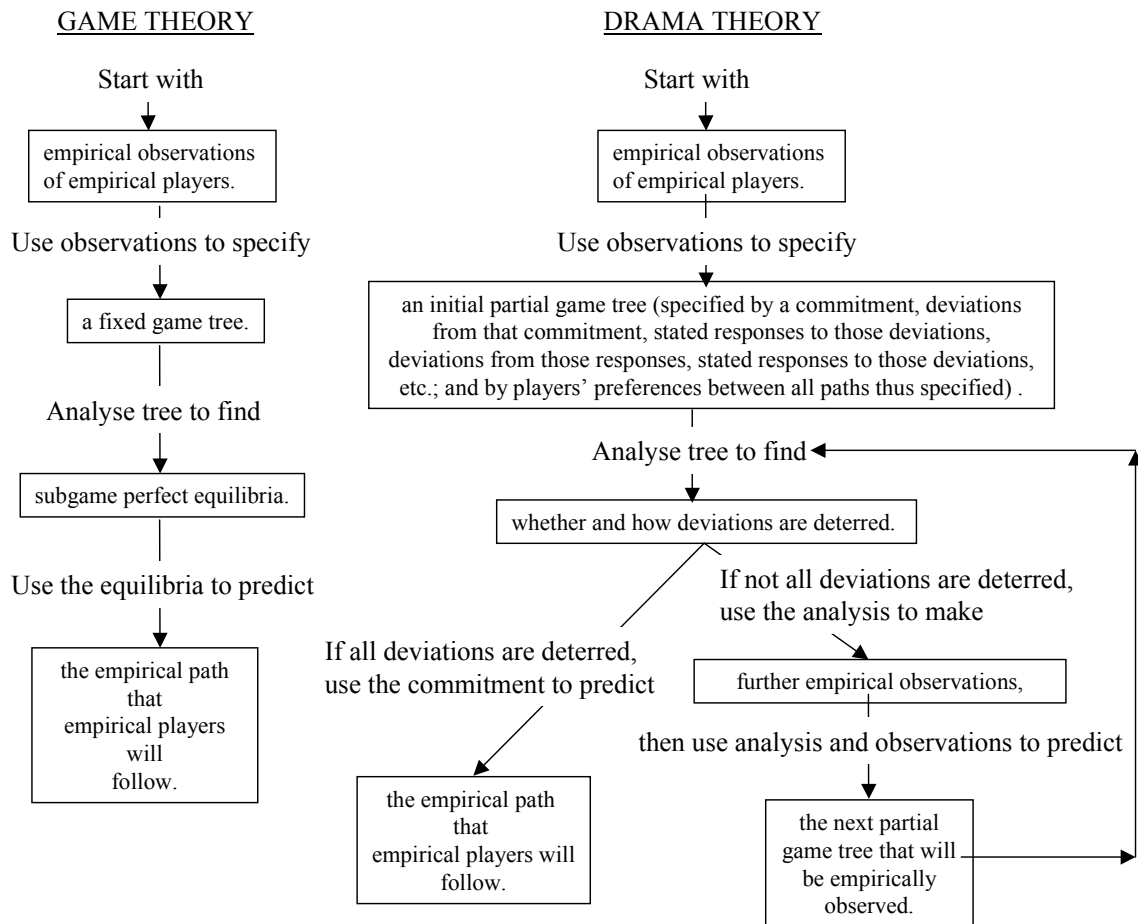 GAME THEORY
Start with
empirical observations
of empirical players.
Use observations to specify
a fixed game tree.
Analyse tree to find
subgame perfect equilibria.
Use the equilibria to predict
the empirical path
that
empirical players
will
follow.
DRAMA THEORY
Start with
empirical observations
of empirical players.
Use observations to specify
an initial partial game tree (specified by a commitment, deviations
from that commitment, stated responses to those deviations,
deviations from those responses, stated responses to those deviations,
etc.; and by players’ preferences between all paths thus specified) .
Analyse tree to find
whether and how deviations are deterred.
If all deviations are deterred,
use the commitment to predict
the empirical path
that
empirical players will
follow.
If not all deviations are deterred,
use the analysis to make
further empirical observations,
then use analysis and observations to predict
the next partial
game tree that will
be empirically
observed.